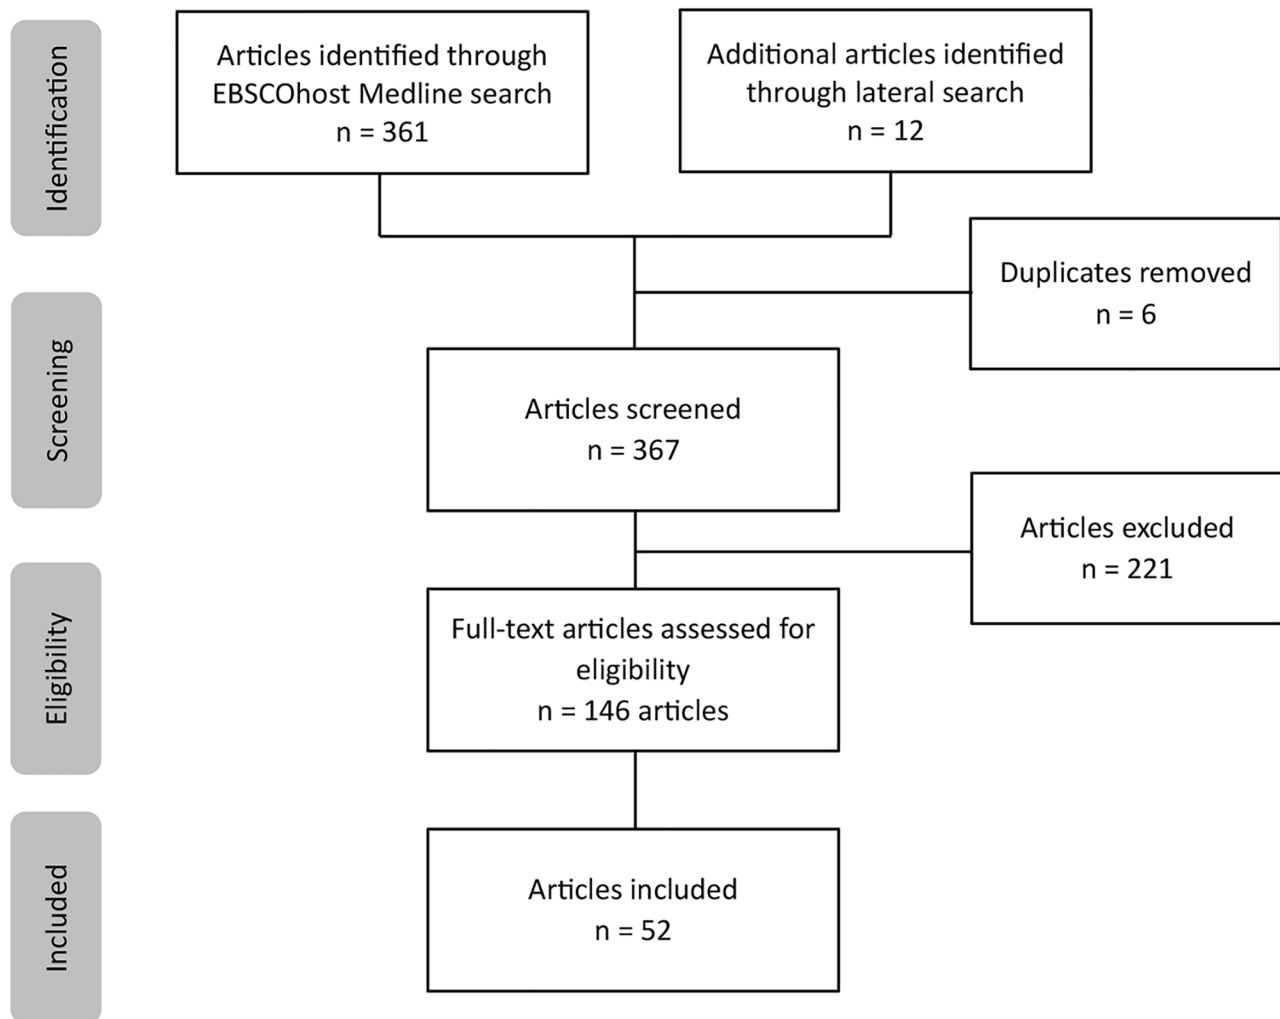 Identification
Articles identified through
EBSCOhost Medline search
n = 361
Additional articles identified
through lateral search
n = 12
Duplicates removed
n = 6
Screening
Articles screened
n = 367
Articles excluded
n = 221
Eligibility
Full-text articles assessed for
eligibility
n = 146 articles
Included
Articles included
n = 52